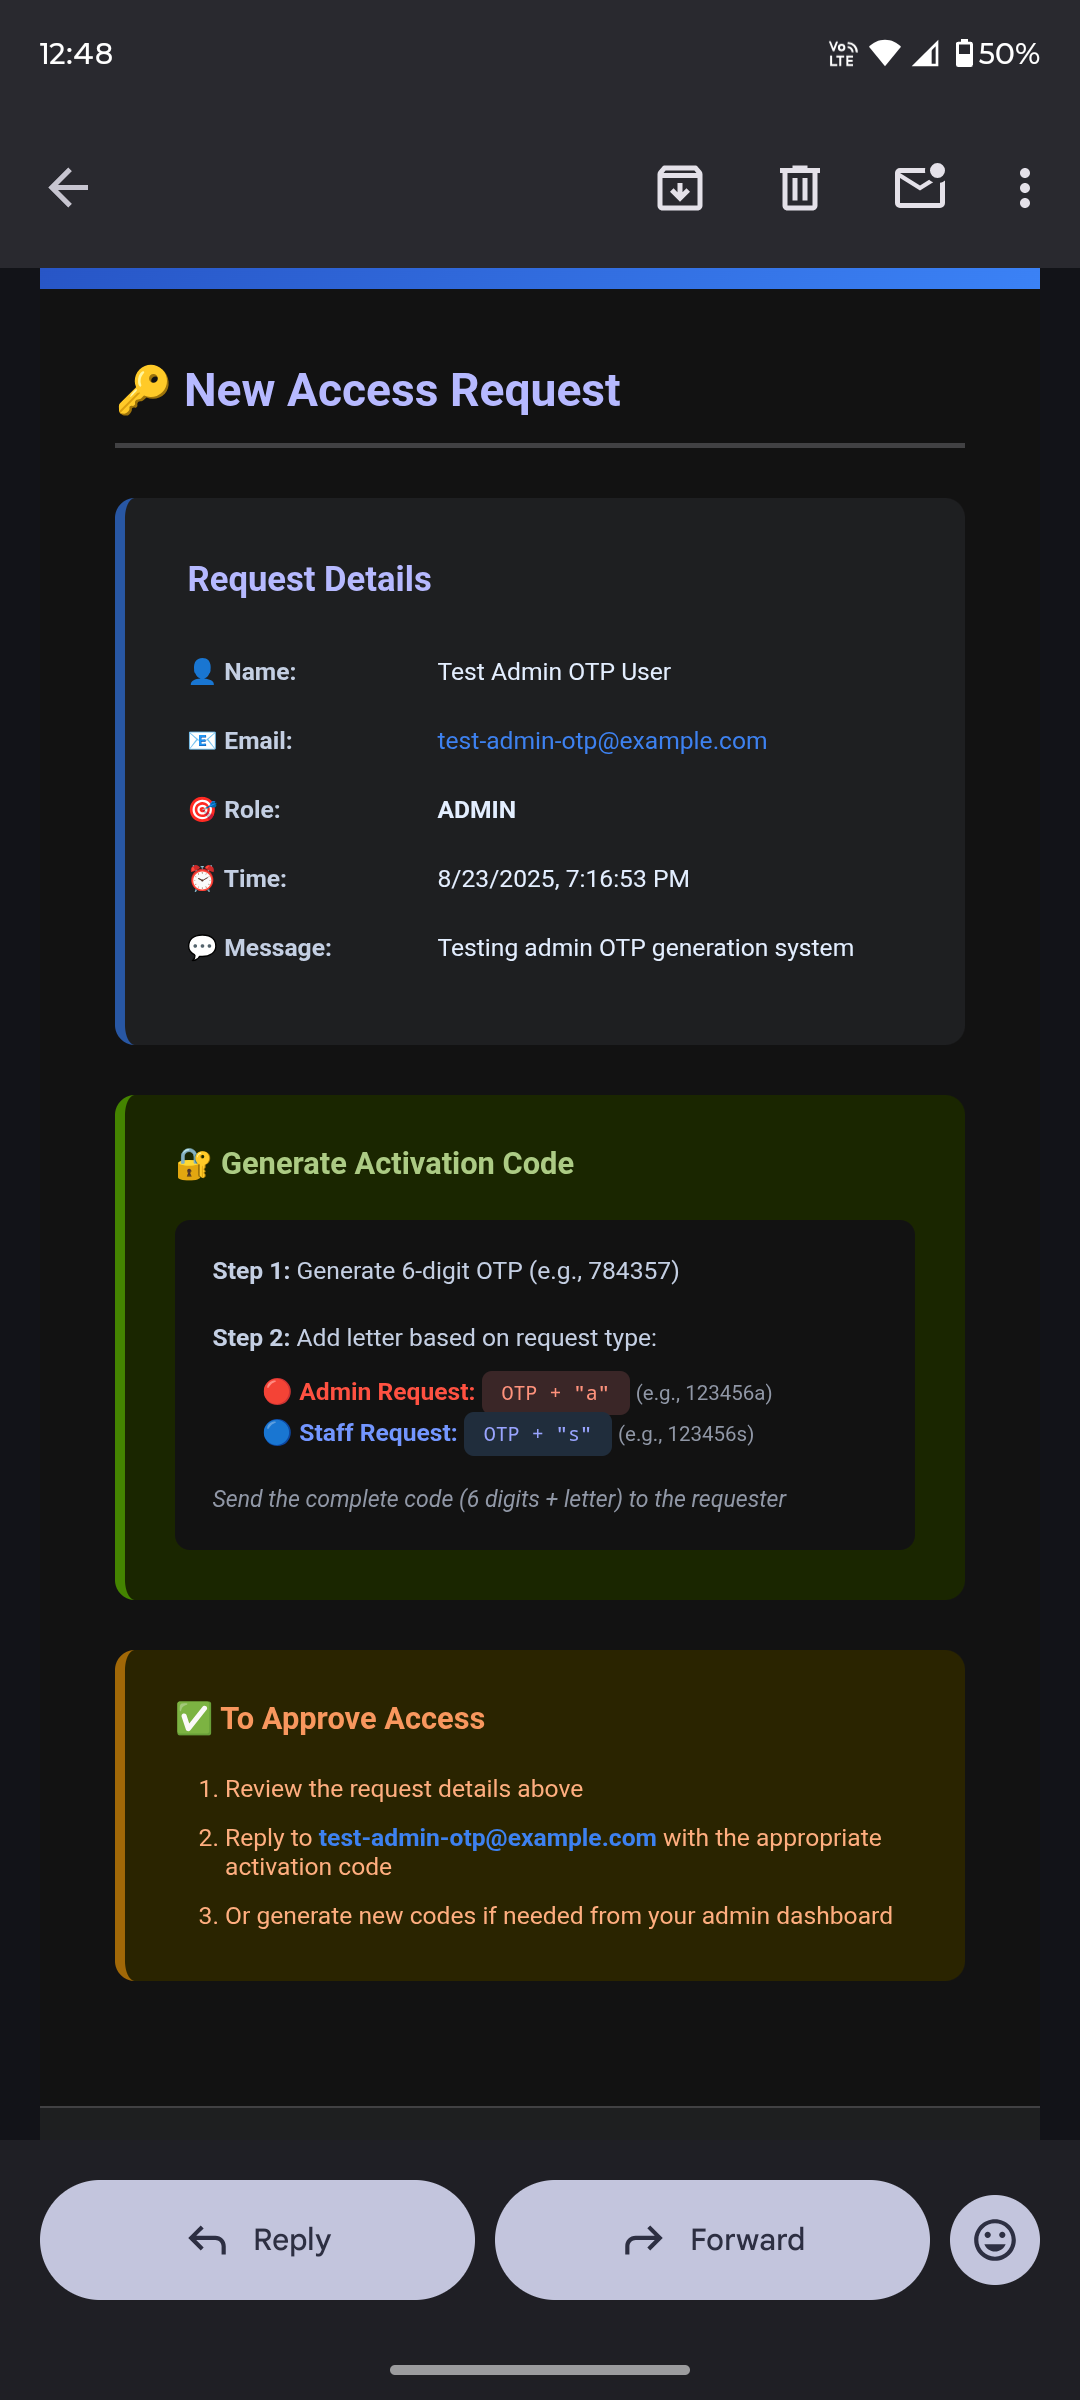 12:48
Vo LTE 50%
New Access Request
Request Details
Name: Test Admin OTP User
Email: test-admin-otp@example.com
Role: ADMIN
Time: 8/23/2025, 7:16:53 PM
Message: Testing admin OTP generation system
Generate Activation Code
Step 1: Generate 6-digit OTP (e.g., 784357)
Step 2: Add letter based on request type:
Admin Request: OTP + "a" (e.g., 123456a)
Staff Request: OTP + "s" (e.g., 123456s)
Send the complete code (6 digits + letter) to the requester
To Approve Access
1. Review the request details above
2. Reply to test-admin-otp@example.com with the appropriate
activation code
3. Or generate new codes if needed from your admin dashboard
Reply
Forward